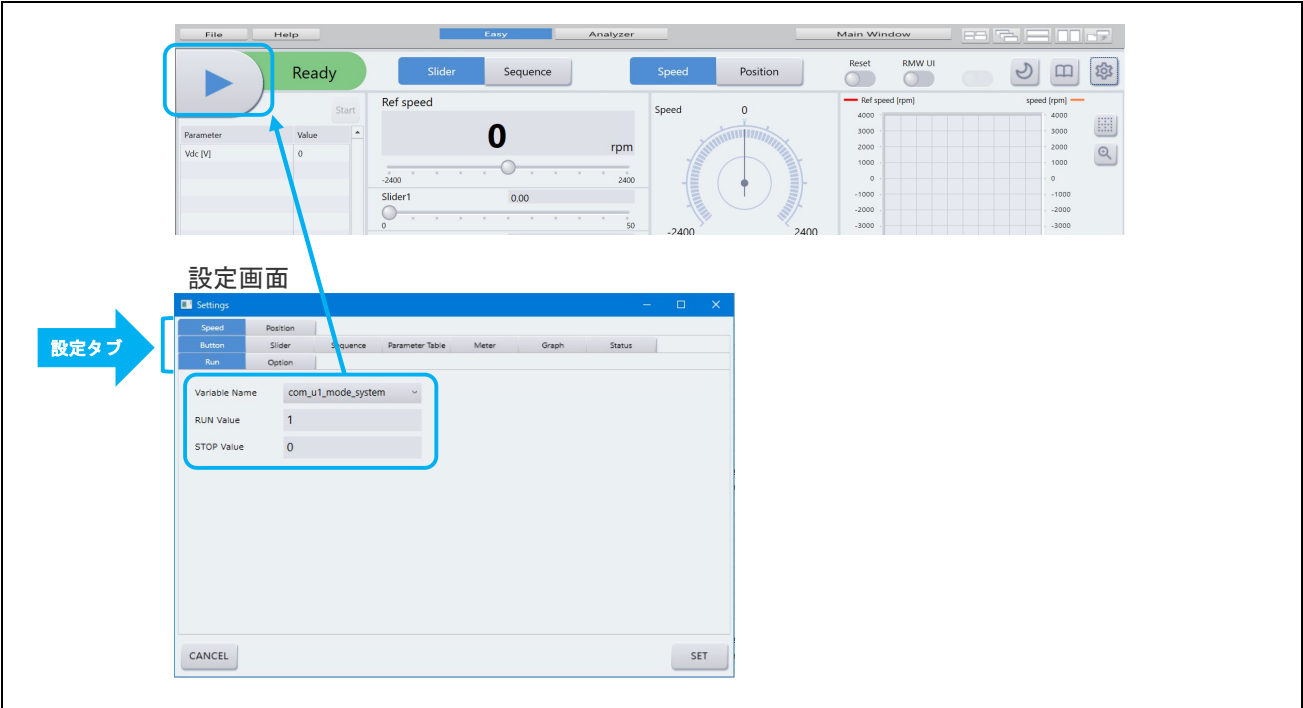 File Help Easy Analyzer Main Window
Ready Slider Sequence Speed Position Reset RMW UI
Start
Parameter Value
Vdc [V] 0
Ref speed
0 rpm
-2400 2400
Slider1 0.00
0 50
Speed 0
-2400 2400
Ref speed [rpm] speed [rpm]
4000 4000
3000 3000
2000 2000
1000 1000
0 0
-1000 -1000
-2000 -2000
-3000 -3000
設定画面
Settings
設定タブ
Speed Position
Button Slider Sequence Parameter Table Meter Graph Status
Run Option
Variable Name com_u1_mode_system
RUN Value 1
STOP Value 0
CANCEL SET